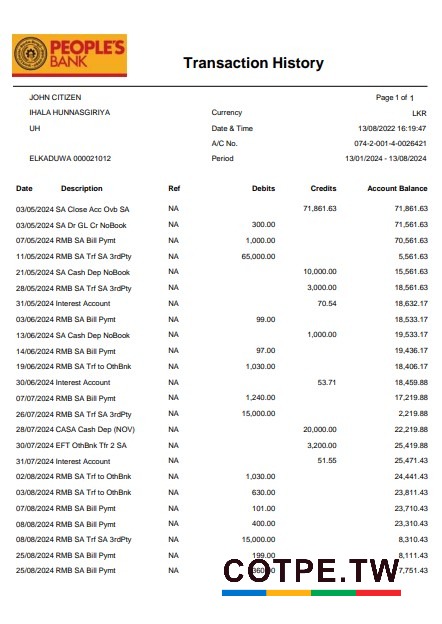 PEOPLE'S
BANK
Transaction History
JOHN CITIZEN Page 1 of 1
IHALA HUNNASGIRIYA Currency LKR
UH Date & Time 13/08/2022 16:19:47
A/C No. 074-2-001-4-0026421
ELKADUWA 000021012 Period 13/01/2024 - 13/08/2024
Date Description Ref Debits Credits Account Balance
03/05/2024 SA Close Acc Ovb SA NA 71,861.63 71,861.63
03/05/2024 SA Dr GL Cr NoBook NA 300.00 71,561.63
07/05/2024 RMB SA Bill Pymt NA 1,000.00 70,561.63
11/05/2024 RMB SA Trf SA 3rdPty NA 65,000.00 5,561.63
21/05/2024 SA Cash Dep NoBook NA 10,000.00 15,561.63
28/05/2024 RMB SA Trf SA 3rdPty NA 3,000.00 18,561.63
31/05/2024 Interest Account NA 70.54 18,632.17
03/06/2024 RMB SA Bill Pymt NA 99.00 18,533.17
13/06/2024 SA Cash Dep NoBook NA 1,000.00 19,533.17
14/06/2024 RMB SA Bill Pymt NA 97.00 19,436.17
19/06/2024 RMB SA Trf to OthBnk NA 1,030.00 18,406.17
30/06/2024 Interest Account NA 53.71 18,459.88
07/07/2024 RMB SA Bill Pymt NA 1,240.00 17,219.88
26/07/2024 RMB SA Trf SA 3rdPty NA 15,000.00 2,219.88
28/07/2024 CASA Cash Dep (NOV) NA 20,000.00 22,219.88
30/07/2024 EFT OthBnk Tfr 2 SA NA 3,200.00 25,419.88
31/07/2024 Interest Account NA 51.55 25,471.43
02/08/2024 RMB SA Trf to OthBnk NA 1,030.00 24,441.43
03/08/2024 RMB SA Trf to OthBnk NA 630.00 23,811.43
07/08/2024 RMB SA Bill Pymt NA 101.00 23,710.43
08/08/2024 RMB SA Bill Pymt NA 400.00 23,310.43
08/08/2024 RMB SA Trf SA 3rdPty NA 15,000.00 8,310.43
25/08/2024 RMB SA Bill Pymt NA 199.00 8,111.43
25/08/2024 RMB SA Bill Pymt NA 7,751.43
COTPE.TW